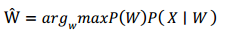 Ŵ = arg_w maxP(W)P( X ∣ W )